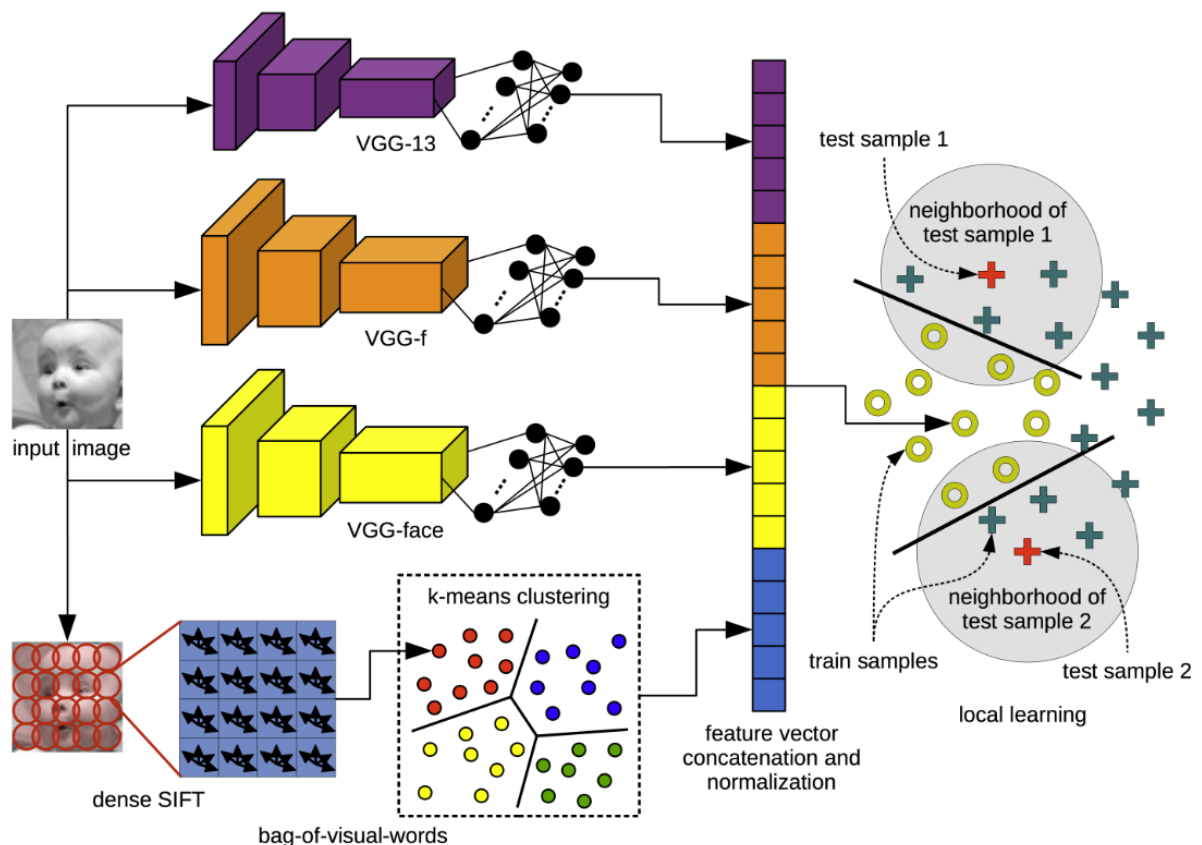 VGG-13
VGG-f
input image
VGG-face
dense SIFT
k-means clustering
bag-of-visual-words
feature vector
concatenation and
normalization
test sample 1
neighborhood of
test sample 1
neighborhood of
test sample 2
train samples
test sample 2
local learning